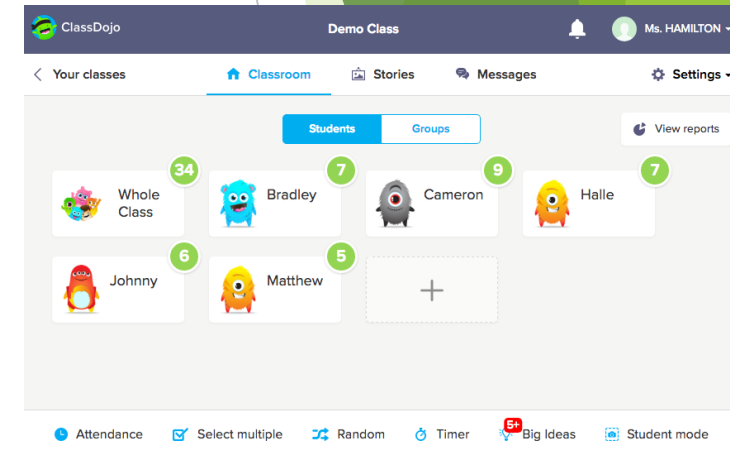 ClassDojo
Demo Class
Ms. HAMILTON
Your classes
Classroom
Stories
Messages
Settings
Students
Groups
View reports
34
Whole
Class
7
Bradley
9
Cameron
7
Halle
6
Johnny
5
Matthew
Attendance
Select multiple
Random
Timer
5+
Big Ideas
Student mode